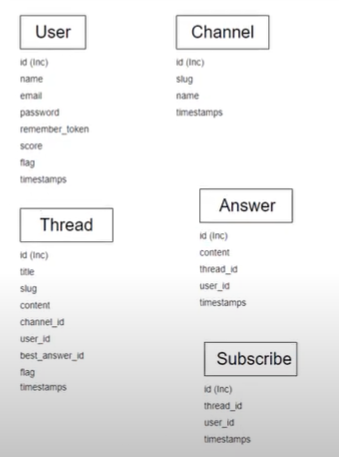 User
id (Inc)
name
email
password
remember_token
score
flag
timestamps
Channel
id (Inc)
slug
name
timestamps
Thread
id (Inc)
title
slug
content
channel_id
user_id
best_answer_id
flag
timestamps
Answer
id (Inc)
content
thread_id
user_id
timestamps
Subscribe
id (Inc)
thread_id
user_id
timestamps